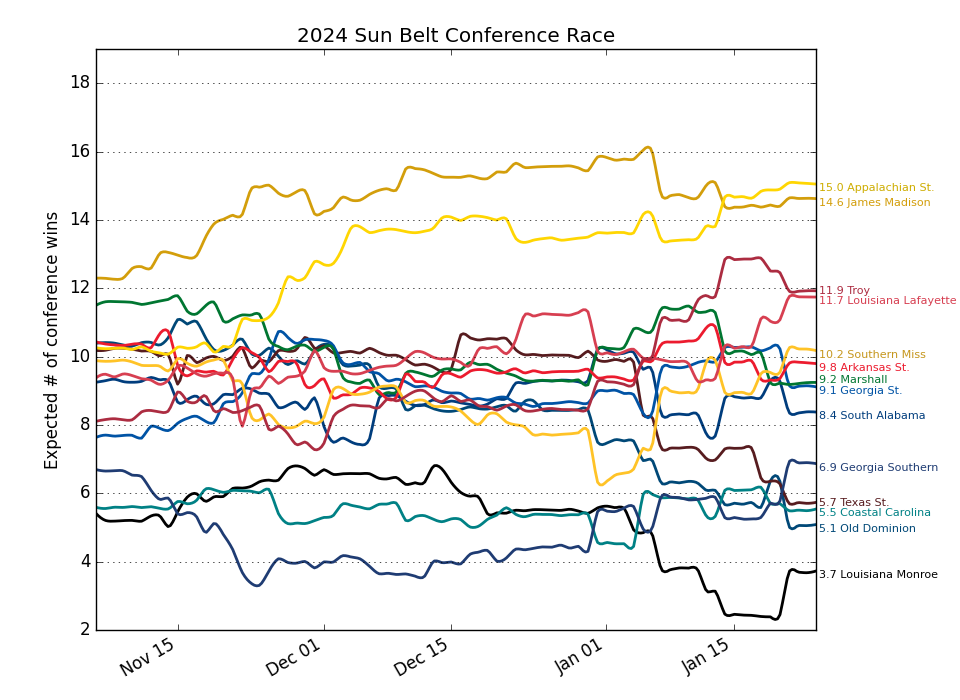 2024 Sun Belt Conference Race
Expected # of conference wins
18
16
14
12
10
8
6
4
2
Nov 15
Dec 01
Dec 15
Jan 01
Jan 15
15.0 Appalachian St.
14.6 James Madison
11.9 Troy
11.7 Louisiana Lafayette
10.2 Southern Miss
9.8 Arkansas St.
9.2 Marshall
9.1 Georgia St.
8.4 South Alabama
6.9 Georgia Southern
5.7 Texas St.
5.5 Coastal Carolina
5.1 Old Dominion
3.7 Louisiana Monroe